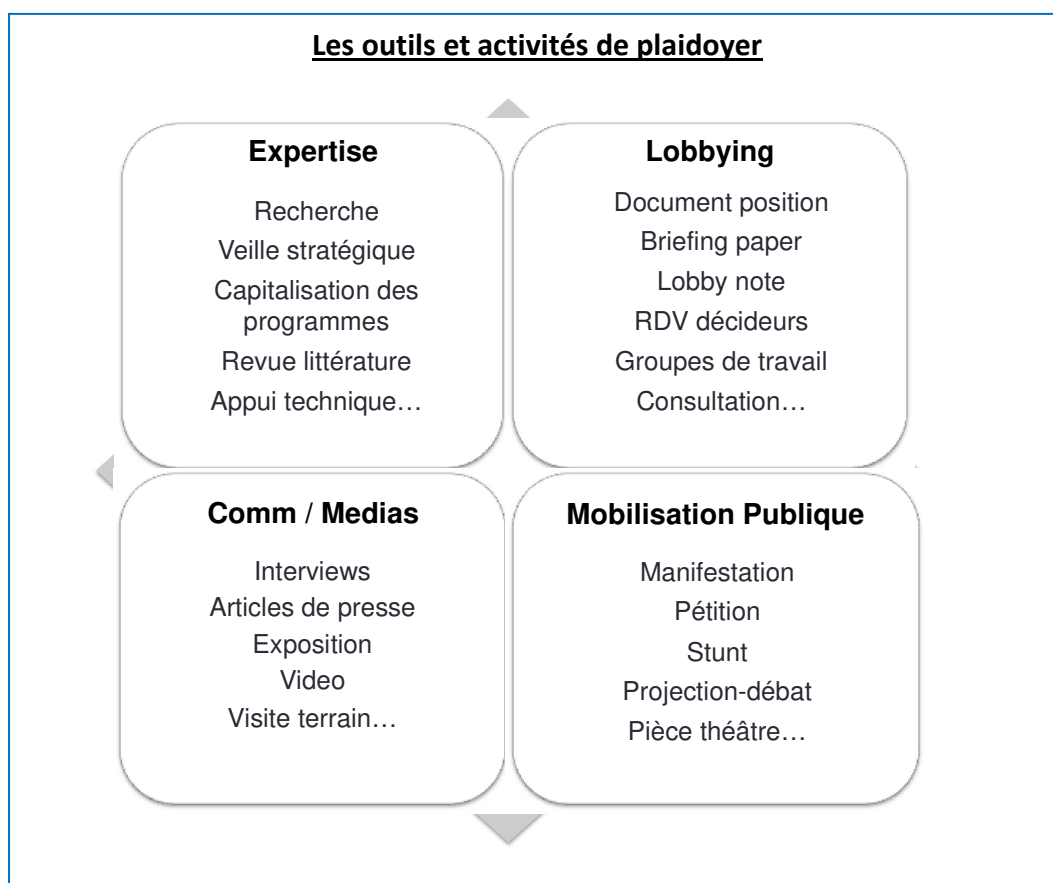 Les outils et activités de plaidoyer
Expertise
Recherche
Veille stratégique
Capitalisation des
programmes
Revue littérature
Appui technique…
Lobbying
Document position
Briefing paper
Lobby note
RDV décideurs
Groupes de travail
Consultation…
Comm / Medias
Interviews
Articles de presse
Exposition
Video
Visite terrain…
Mobilisation Publique
Manifestation
Pétition
Stunt
Projection-débat
Pièce théâtre…